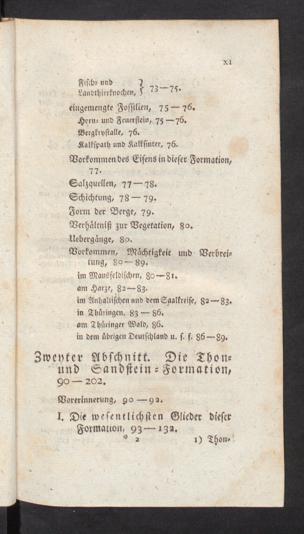 XI
Fisch- und
Landthierknochen, } 73—75.
eingemengte Fossilien, 75—76.
Horn- und Feuerstein, 75—76.
Bergkrystalle, 76.
Kalkspath und Kalksinter, 76.
Vorkommen des Eisens in dieser Formation,
77.
Salzquellen, 77—78.
Schichtung, 78—79.
Form der Berge, 79.
Verhältniß zur Vegetation, 80.
Uebergänge, 80.
Vorkommen, Mächtigkeit und Verbrei-
tung, 80—89.
im Mansfeldischen, 80—81.
am Harze, 82—83.
im Anhaltischen und dem Saalkreise, 82—83.
in Thüringen, 83—86.
am Thüringer Wald, 86.
in dem übrigen Deutschland u. s. f. 86—89.
Zweyter Abschnitt. Die Thon-
und Sandstein-Formation,
90—202.
Vorerinnerung, 90—92.
I. Die wesentlichsten Glieder dieser
Formation, 93—132.
* 2 1) Thon-